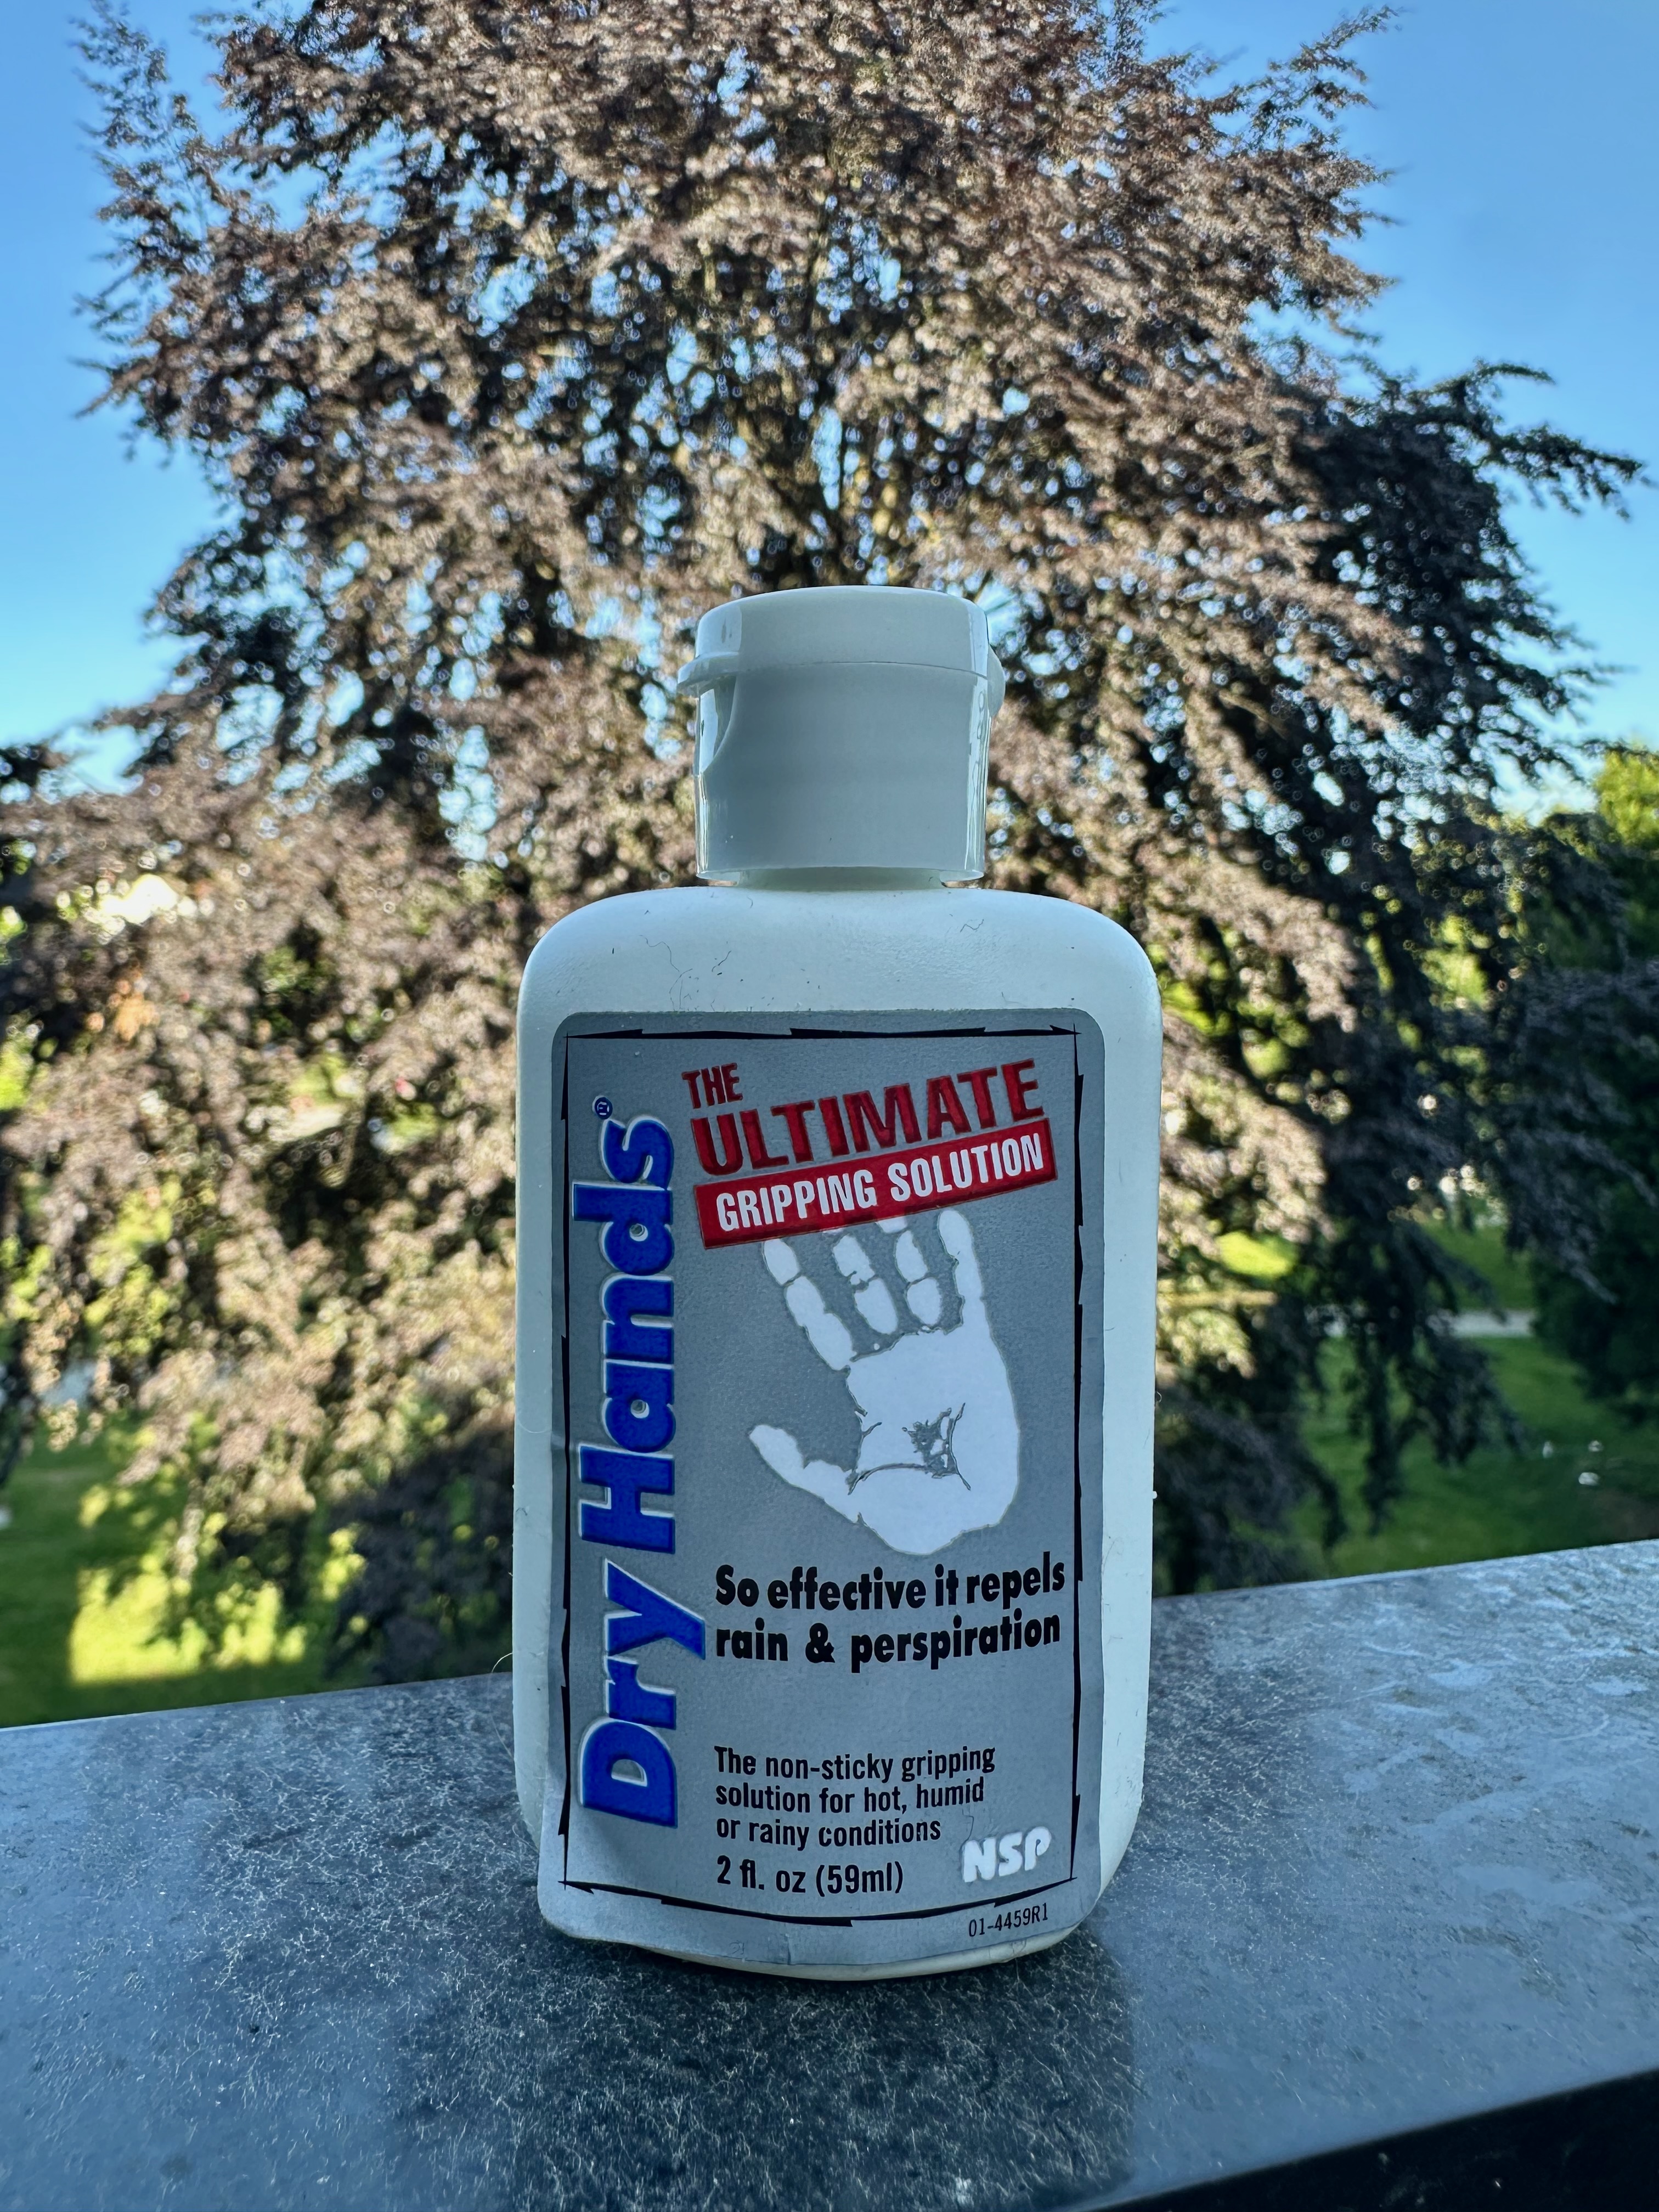 Dry Hands®
THE
ULTIMATE
GRIPPING SOLUTION
So effective it repels
rain & perspiration
The non-sticky gripping
solution for hot, humid
or rainy conditions
2 fl. oz (59ml)
NSP
01-4459R1